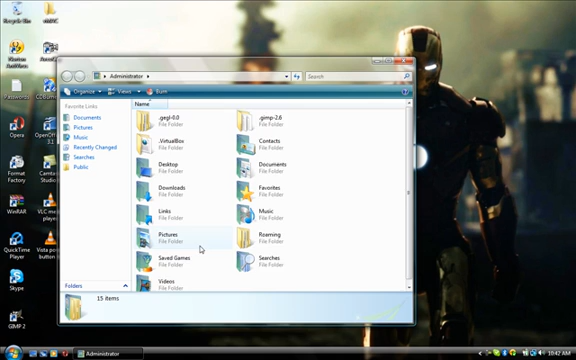 Recycle Bin
Norton AntiVirus
Passwords
Opera
OpenOffice 3.1
Format Factory
Camtasia Studio
WinRAR
VLC media player
QuickTime Player
Skype
GIMP 2
Administrator
Search
Organize
Views
Burn
Favorite Links
Documents
Pictures
Music
Recently Changed
Searches
Public
Folders
Name
.gegl-0.0
File Folder
.gimp-2.6
File Folder
.VirtualBox
File Folder
Contacts
File Folder
Desktop
File Folder
Documents
File Folder
Downloads
File Folder
Favorites
File Folder
Links
File Folder
Music
File Folder
Pictures
File Folder
Roaming
File Folder
Saved Games
File Folder
Searches
File Folder
Videos
File Folder
15 items
Administrator
10:42 AM